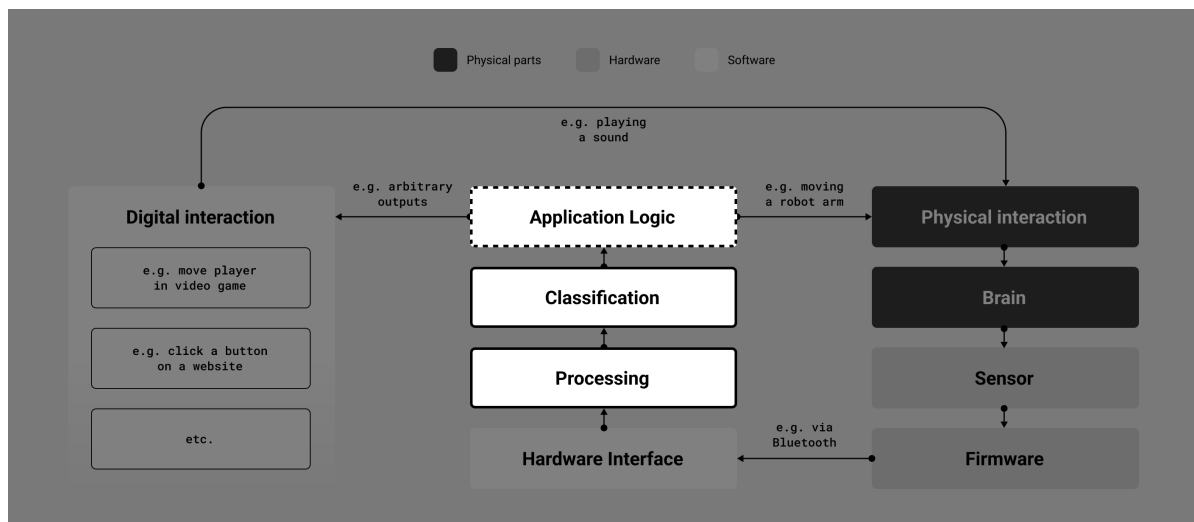 Physical parts
Hardware
Software
e.g. playing
a sound
Digital interaction
e.g. move player
in video game
e.g. click a button
on a website
etc.
e.g. arbitrary
outputs
Application Logic
Classification
Processing
Hardware Interface
e.g. moving
a robot arm
e.g. via
Bluetooth
Physical interaction
Brain
Sensor
Firmware